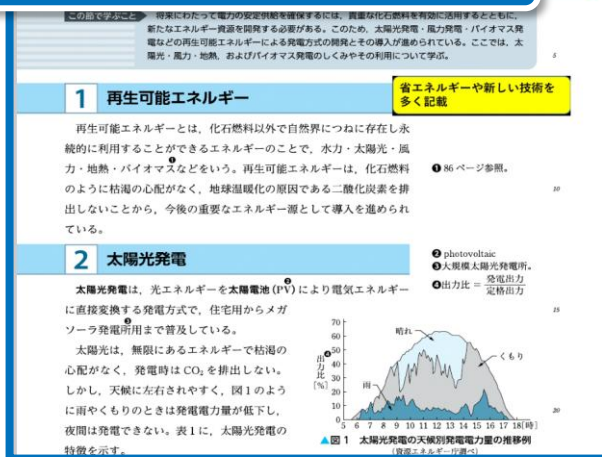 この節で学ぶこと
将来にわたって電力の安定供給を確保するには，貴重な化石燃料を有効に活用するとともに，
新たなエネルギー資源を開発する必要がある。このため，太陽光発電・風力発電・バイオマス発
電などの再生可能エネルギーによる発電方式の開発とその導入が進められている。ここでは，太
陽光・風力・地熱，およびバイオマス発電のしくみやその利用について学ぶ。
5
1 再生可能エネルギー
省エネルギーや新しい技術を
多く記載
再生可能エネルギーとは，化石燃料以外で自然界につねに存在し永
続的に利用することができるエネルギーのことで，水力・太陽光・風
力・地熱・バイオマス❶などをいう。再生可能エネルギーは，化石燃料
のように枯渇の心配がなく，地球温暖化の原因である二酸化炭素を排
出しないことから，今後の重要なエネルギー源として導入を進められ
ている。
❶ 86 ページ参照。
10
2 太陽光発電
太陽光発電は，光エネルギーを太陽電池(PV)❷により電気エネルギー
に直接変換する発電方式で，住宅用からメガ
ソーラ発電所❸用まで普及している。
太陽光は，無限にあるエネルギーで枯渇の
心配がなく，発電時は CO₂ を排出しない。
しかし，天候に左右されやすく，図1のよう
に雨やくもりのときは発電電力量が低下し，
夜間は発電できない。表1に，太陽光発電の
特徴を示す。
❷ photovoltaic
❸大規模太陽光発電所。
❹出力比 = 発電出力 / 定格出力
15
出力比❹[%]
70
60
50
40
30
20
10
0
晴れ
くもり
雨
5 6 7 8 9 10 11 12 13 14 15 16 17 18[時]
20
▲図1 太陽光発電の天候別発電電力量の推移例
(資源エネルギー庁調べ)